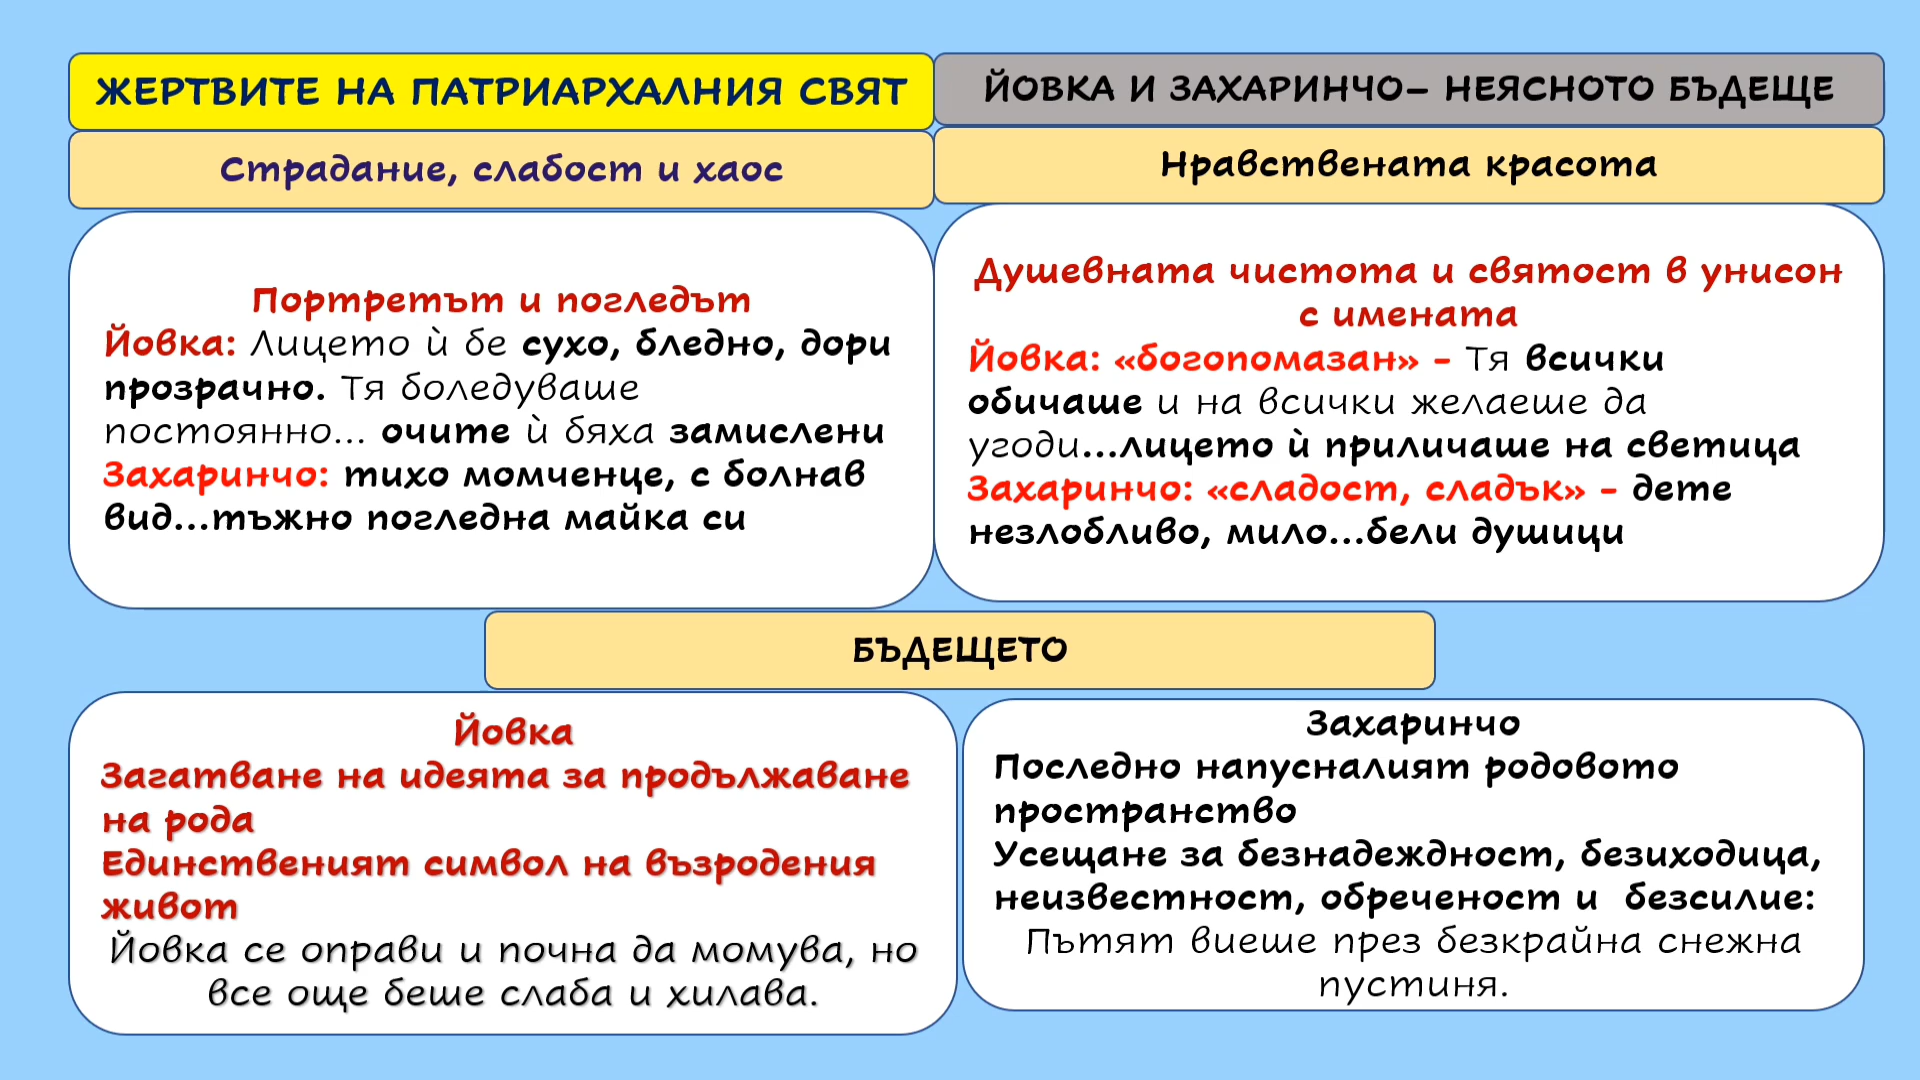 ЖЕРТВИТЕ НА ПАТРИАРХАЛНИЯ СВЯТ
Страдание, слабост и хаос
Портретът и погледът
Йовка: Лицето ѝ бе сухо, бледно, дори
прозрачно. Тя боледуваше
постоянно... очите ѝ бяха замислени
Захаринчо: тихо момченце, с болнав
вид...тъжно погледна майка си
ЙОВКА И ЗАХАРИНЧО– НЕЯСНОТО БЪДЕЩЕ
Нравствената красота
Душевната чистота и святост в унисон
с имената
Йовка: «богопомазан» - Тя всички
обичаше и на всички желаеше да
угоди...лицето ѝ приличаше на светица
Захаринчо: «сладост, сладък» - дете
незлобливо, мило...бели душици
БЪДЕЩЕТО
Йовка
Загатване на идеята за продължаване
на рода
Единственият символ на възродения
живот
Йовка се оправи и почна да момува, но
все още беше слаба и хилава.
Захаринчо
Последно напусналият родовото
пространство
Усещане за безнадеждност, безиходица,
неизвестност, обреченост и  безсилие:
Пътят виеше през безкрайна снежна
пустиня.